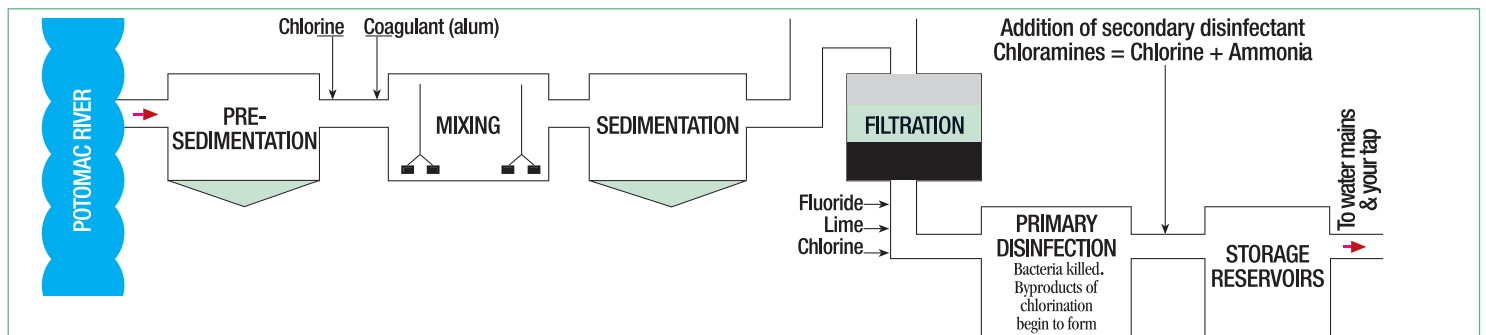 POTOMAC RIVER
PRE-
SEDIMENTATION
Chlorine
Coagulant (alum)
MIXING
SEDIMENTATION
FILTRATION
Fluoride
Lime
Chlorine
PRIMARY
DISINFECTION
Bacteria killed.
Byproducts of
chlorination
begin to form
Addition of secondary disinfectant
Chloramines = Chlorine + Ammonia
STORAGE
RESERVOIRS
To water mains
& your tap